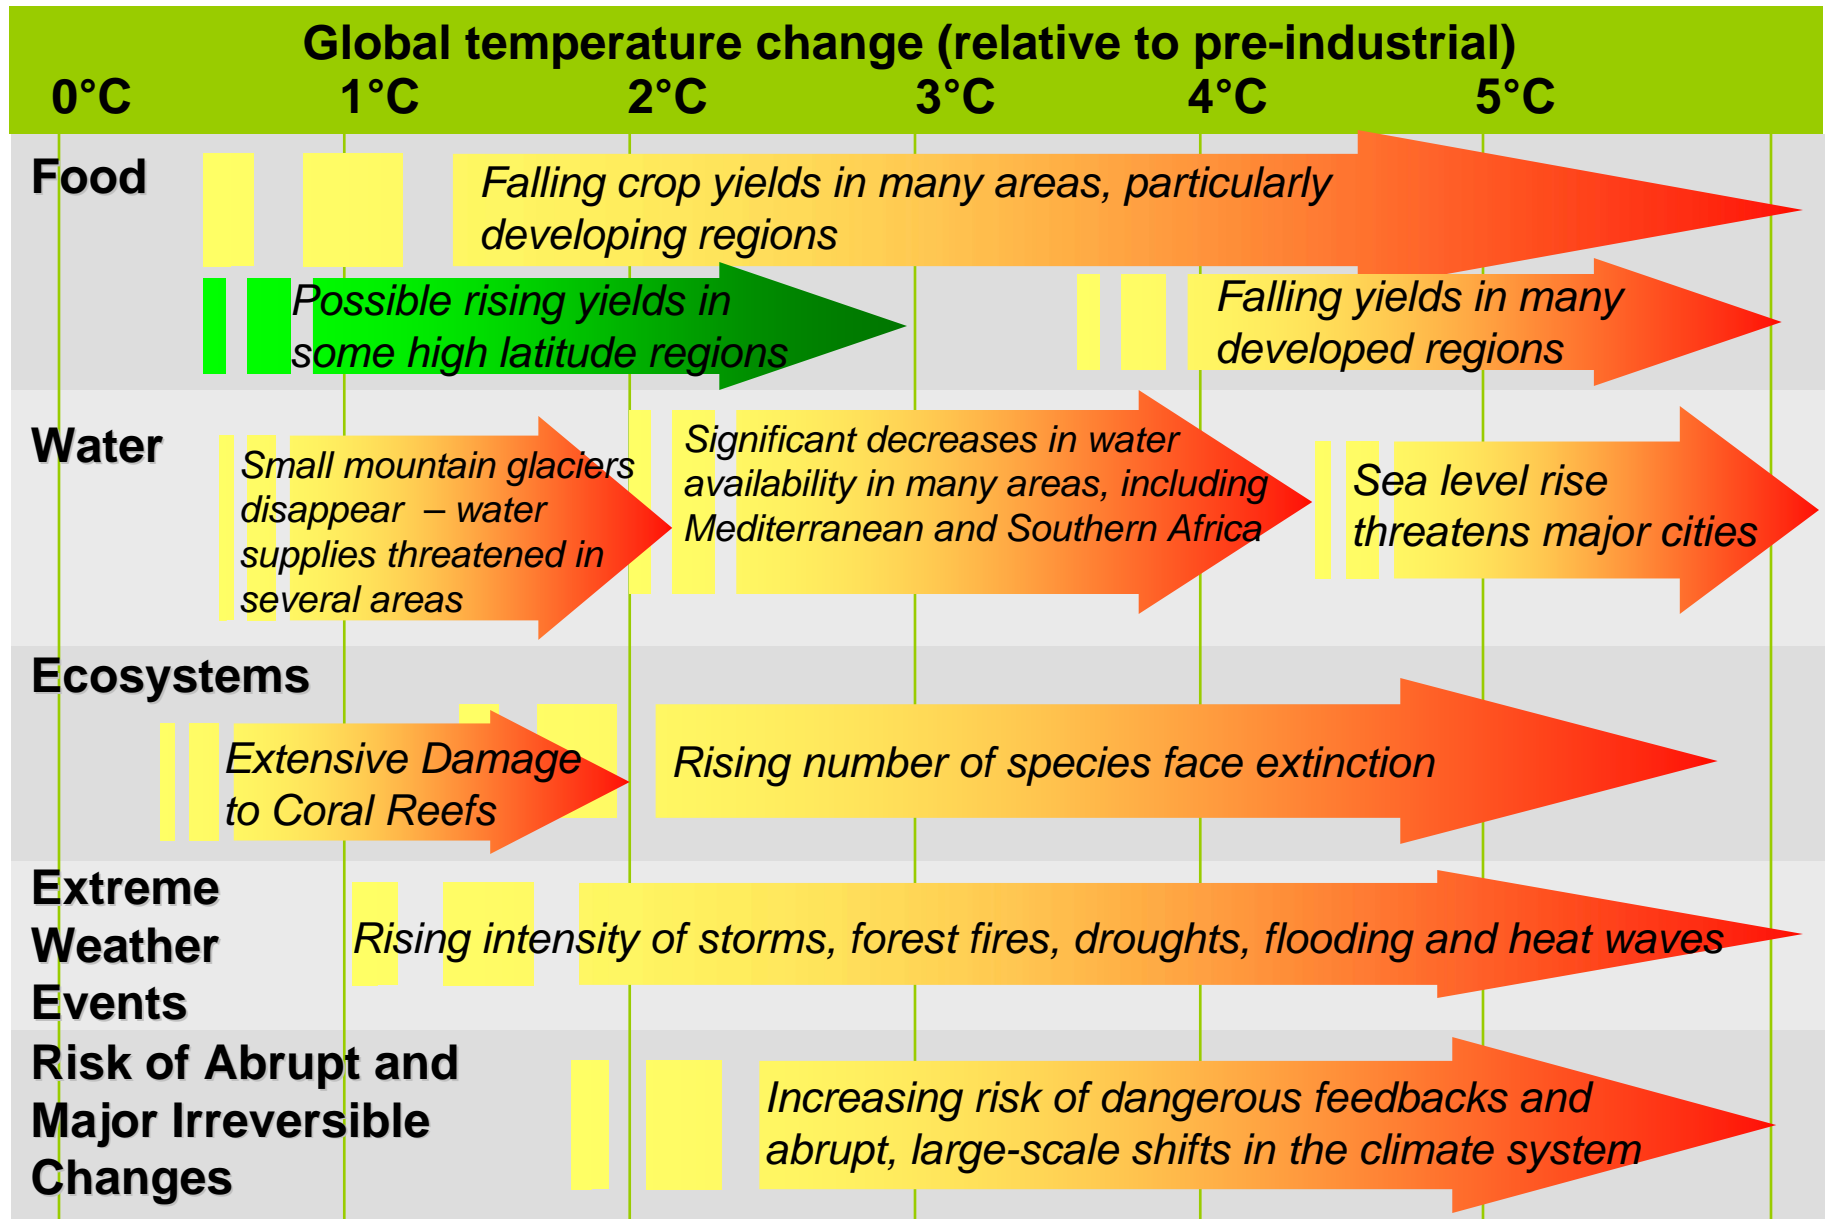 Global temperature change (relative to pre-industrial)
0°C 1°C 2°C 3°C 4°C 5°C
Food
Falling crop yields in many areas, particularly
developing regions
Possible rising yields in
some high latitude regions
Falling yields in many
developed regions
Water
Small mountain glaciers
disappear – water
supplies threatened in
several areas
Significant decreases in water
availability in many areas, including
Mediterranean and Southern Africa
Sea level rise
threatens major cities
Ecosystems
Extensive Damage
to Coral Reefs
Rising number of species face extinction
Extreme
Weather
Events
Rising intensity of storms, forest fires, droughts, flooding and heat waves
Risk of Abrupt and
Major Irreversible
Changes
Increasing risk of dangerous feedbacks and
abrupt, large-scale shifts in the climate system